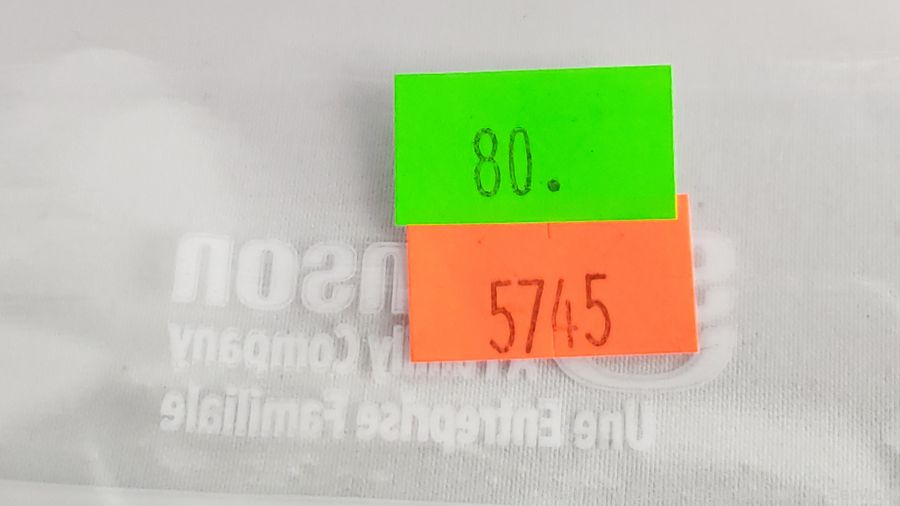 80.
5745
nson
ly Company
Une Entreprise Familiale